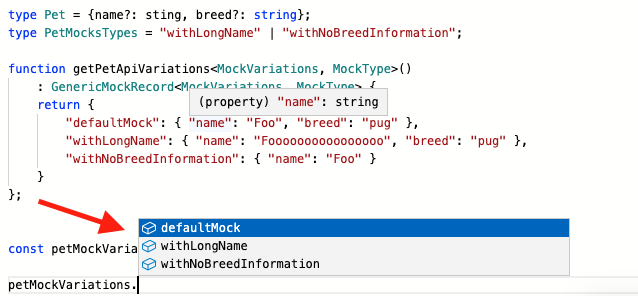 type Pet = {name?: sting, breed?: string};
type PetMocksTypes = "withLongName" | "withNoBreedInformation";
function getPetApiVariations<MockVariations, MockType>()
: GenericMockRecord<MockVariations, MockType> {
(property) "name": string
return {
"defaultMock": { "name": "Foo", "breed": "pug" },
"withLongName": { "name": "Foooooooooooooooo", "breed": "pug" },
"withNoBreedInformation": { "name": "Foo" }
}
};
defaultMock
const petMockVaria
withLongName
withNoBreedInformation
petMockVariations.